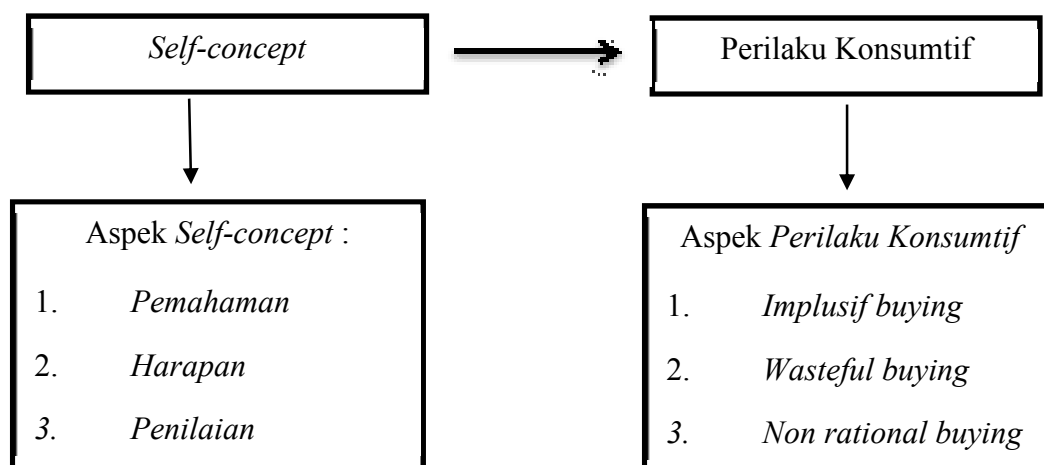 Self-concept
Perilaku Konsumtif
Aspek Self-concept :
1. Pemahaman
2. Harapan
3. Penilaian
Aspek Perilaku Konsumtif
1. Implusif buying
2. Wasteful buying
3. Non rational buying